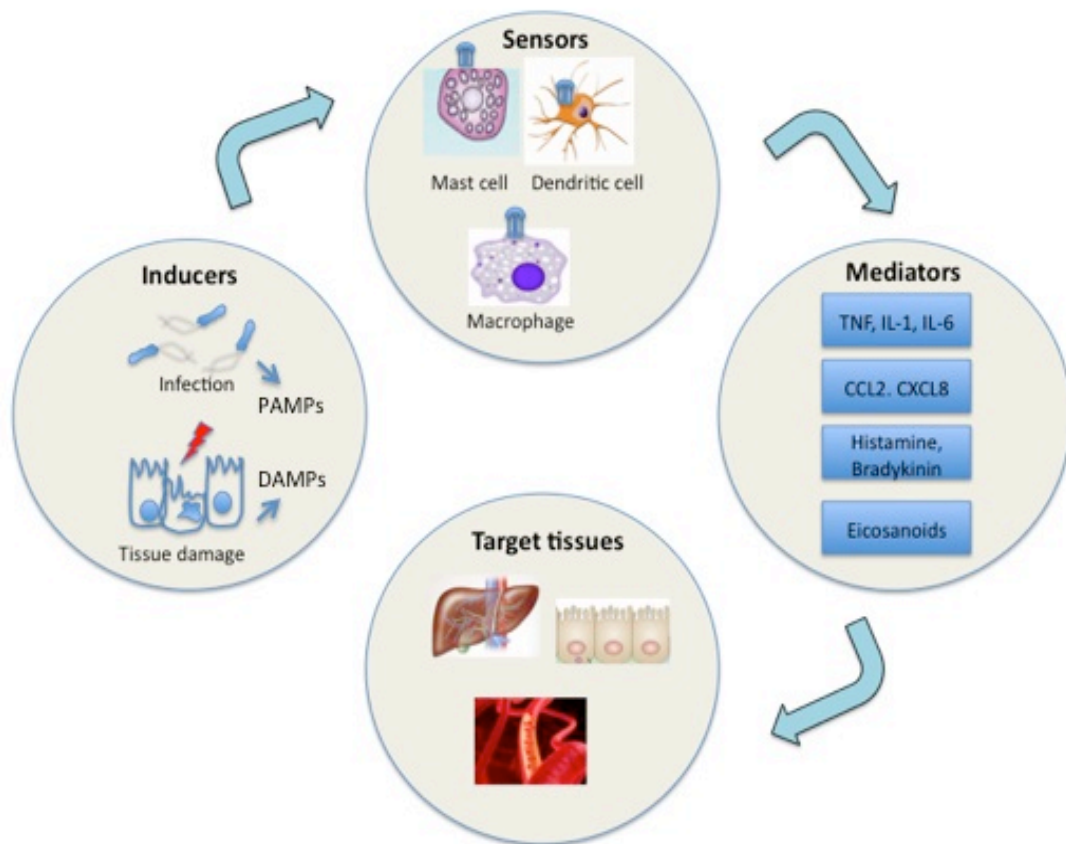 Sensors
Mast cell
Dendritic cell
Macrophage
Inducers
Infection
PAMPs
DAMPs
Tissue damage
Mediators
TNF, IL-1, IL-6
CCL2. CXCL8
Histamine,
Bradykinin
Eicosanoids
Target tissues